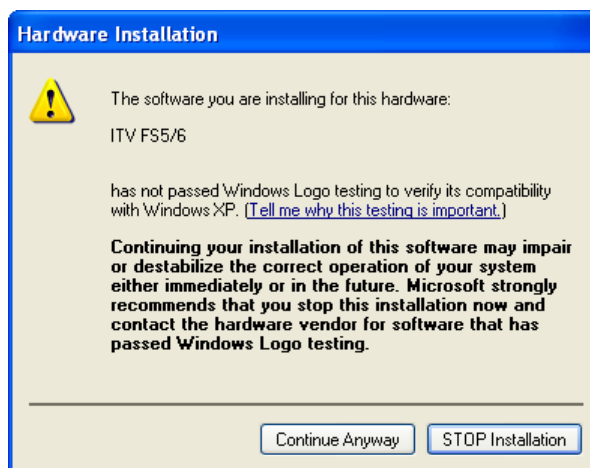 Hardware Installation
The software you are installing for this hardware:
ITV FS5/6
has not passed Windows Logo testing to verify its compatibility
with Windows XP. (Tell me why this testing is important.)
Continuing your installation of this software may impair
or destabilize the correct operation of your system
either immediately or in the future. Microsoft strongly
recommends that you stop this installation now and
contact the hardware vendor for software that has
passed Windows Logo testing.
Continue Anyway
STOP Installation